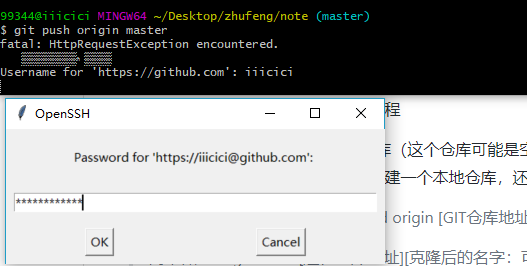 99344@iiicici MINGW64 ~/Desktop/zhufeng/note (master)
$ git push origin master
fatal: HttpRequestException encountered.
Username for 'https://github.com': iiicici
OpenSSH
程
Password for 'https://iiicici@github.com':
库（这个仓库可能是空
建一个本地仓库，还
************
d origin [GIT仓库地址
OK
Cancel
址][克隆后的名字：可